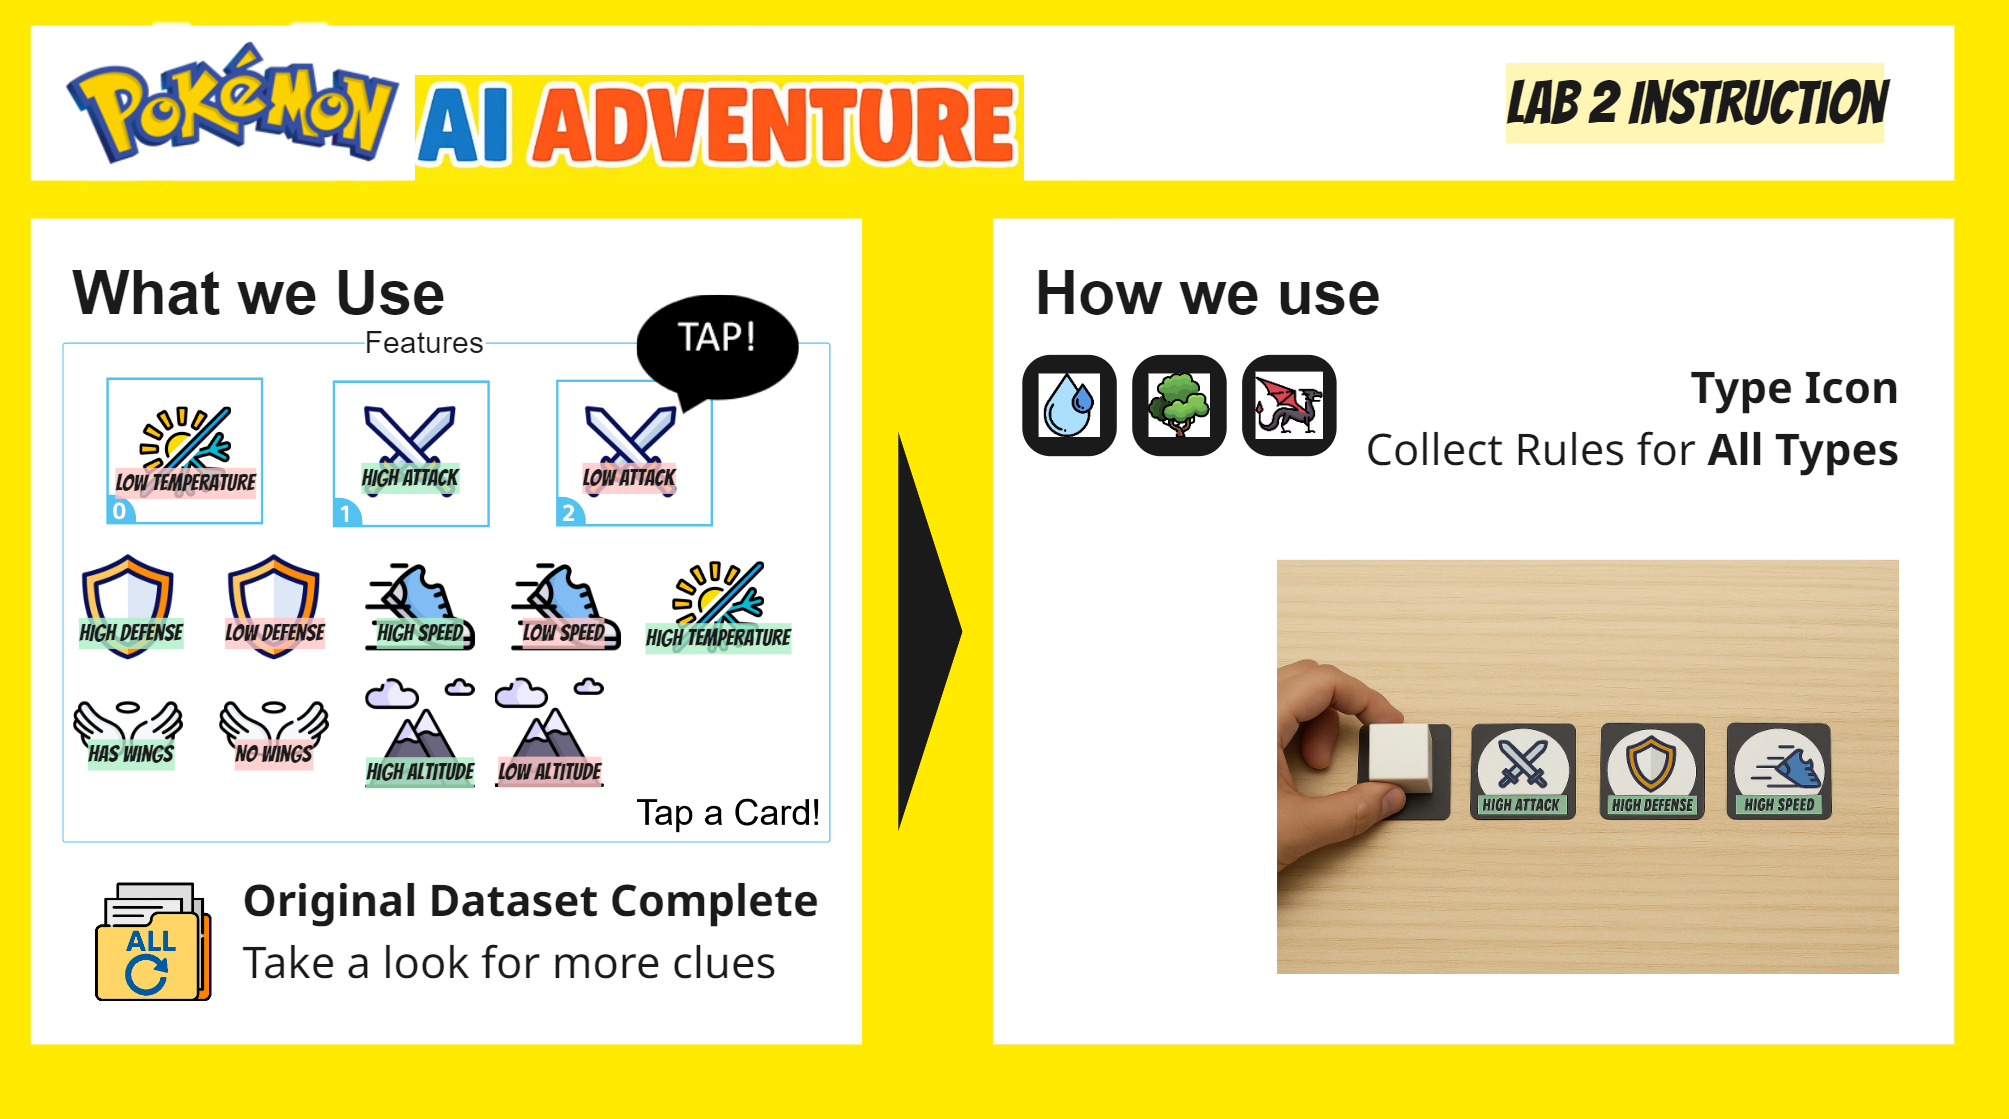 POKéMON
AI ADVENTURE
LAB 2 INSTRUCTION
What we Use
Features
TAP!
LOW TEMPERATURE
0
HIGH ATTACK
1
LOW ATTACK
2
HIGH DEFENSE
LOW DEFENSE
HIGH SPEED
LOW SPEED
HIGH TEMPERATURE
HAS WINGS
NO WINGS
HIGH ALTITUDE
LOW ALTITUDE
Tap a Card!
ALL
Original Dataset Complete
Take a look for more clues
How we use
Type Icon
Collect Rules for All Types
HIGH ATTACK
HIGH DEFENSE
HIGH SPEED